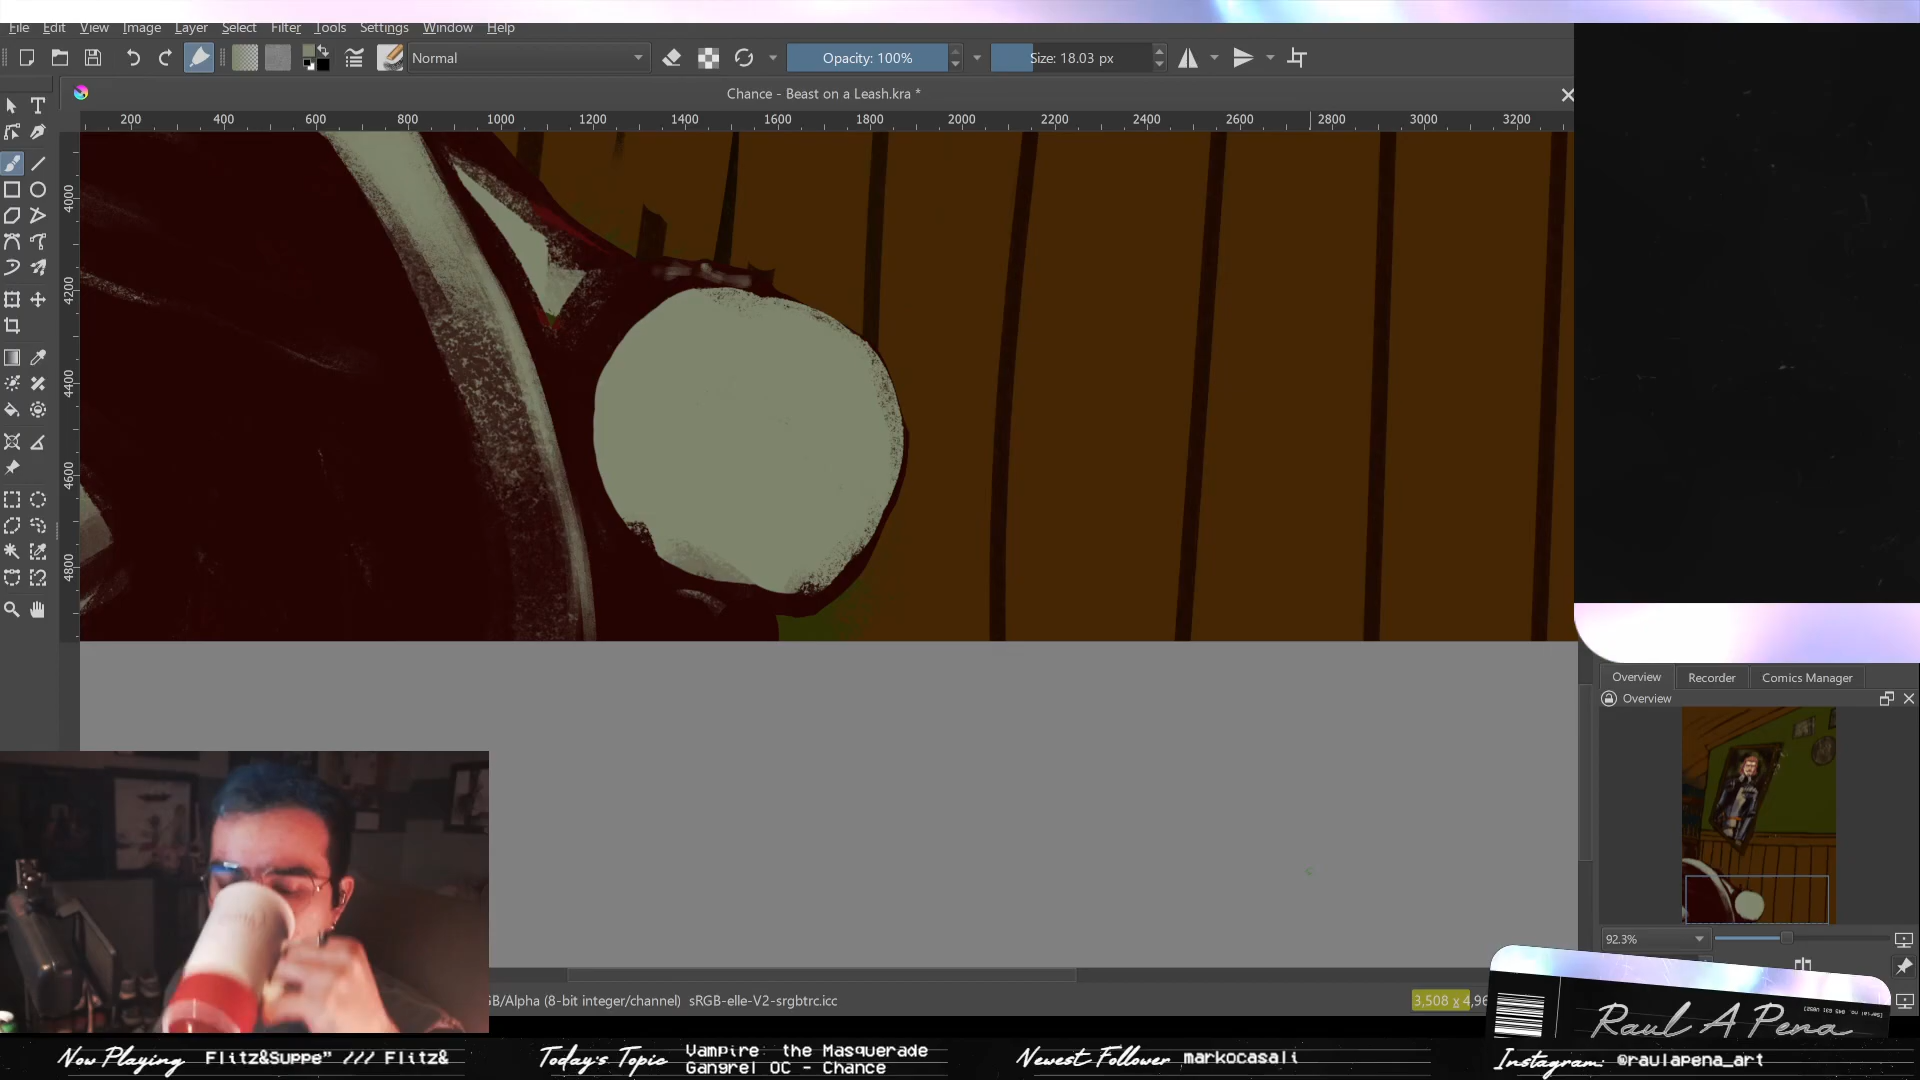 File Edit View Image Layer Select Filter Tools Settings Window Help
Normal
Opacity: 100%
Size: 18.03 px
Chance - Beast on a Leash.kra *
200 400 600 800 1000 1200 1400 1600 1800 2000 2200 2400 2600 2800 3000 3200
4000
4200
4400
4600
4800
Overview Recorder Comics Manager
Overview
92.3%
GB/Alpha (8-bit integer/channel) sRGB-elle-V2-srgbtrc.icc
3,508 x 4,96
Raul A Pena
Now Playing Flitz&Suppe" /// Flitz&
Today's Topic Vampire: the Masquerade
Gangrel OC - Chance
Newest Follower markocasali
Instagram: @raulapena_art